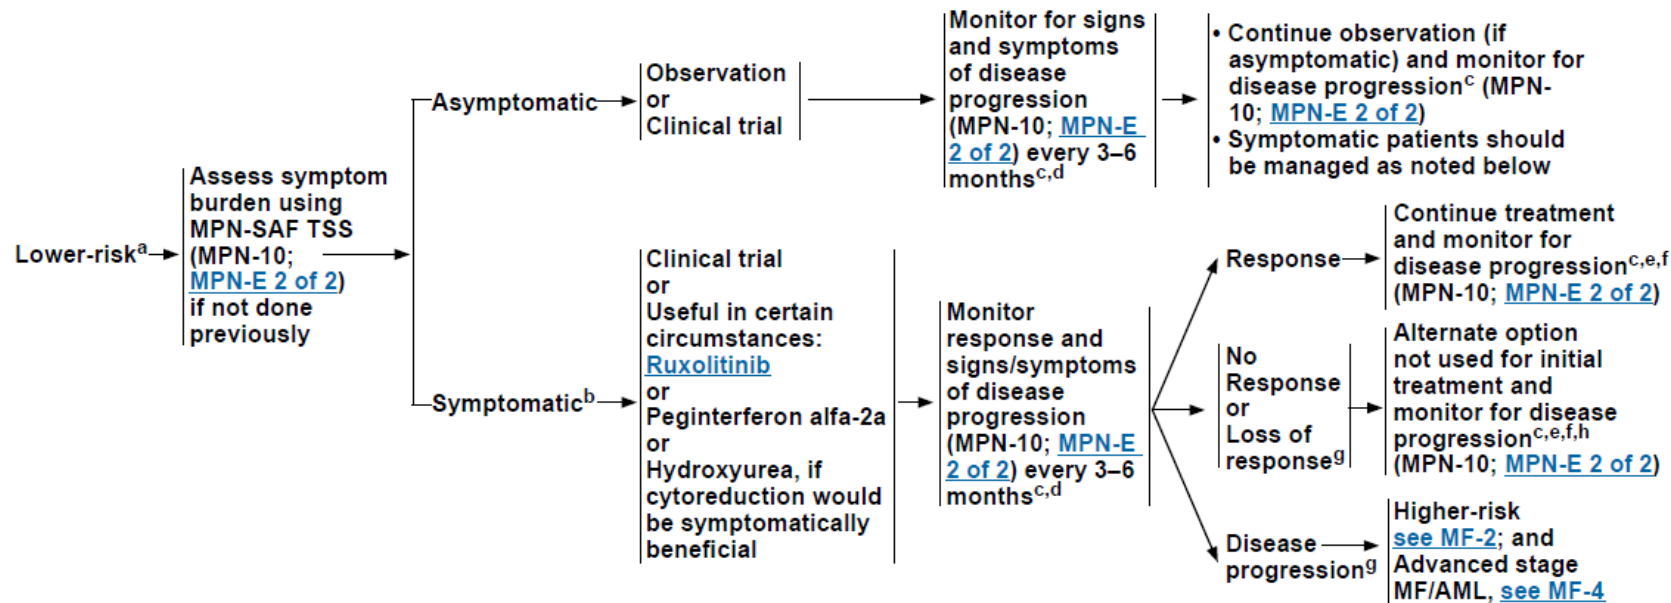 Lower-riskᵃ
Assess symptom
burden using
MPN-SAF TSS
(MPN-10;
MPN-E 2 of 2)
if not done
previously
Asymptomatic
Observation
or
Clinical trial
Monitor for signs
and symptoms
of disease
progression
(MPN-10; MPN-E
2 of 2) every 3–6
monthsᶜ,ᵈ
• Continue observation (if
asymptomatic) and monitor for
disease progressionᶜ (MPN-
10; MPN-E 2 of 2)
• Symptomatic patients should
be managed as noted below
Symptomaticᵇ
Clinical trial
or
Useful in certain
circumstances:
Ruxolitinib
or
Peginterferon alfa-2a
or
Hydroxyurea, if
cytoreduction would
be symptomatically
beneficial
Monitor
response and
signs/symptoms
of disease
progression
(MPN-10; MPN-E
2 of 2) every 3–6
monthsᶜ,ᵈ
Response
Continue treatment
and monitor for
disease progressionᶜ,ᵉ,ᶠ
(MPN-10; MPN-E 2 of 2)
No
Response
or
Loss of
responseᵍ
Alternate option
not used for initial
treatment and
monitor for disease
progressionᶜ,ᵉ,ᶠ,ʰ
(MPN-10; MPN-E 2 of 2)
Disease
progressionᵍ
Higher-risk
see MF-2; and
Advanced stage
MF/AML, see MF-4